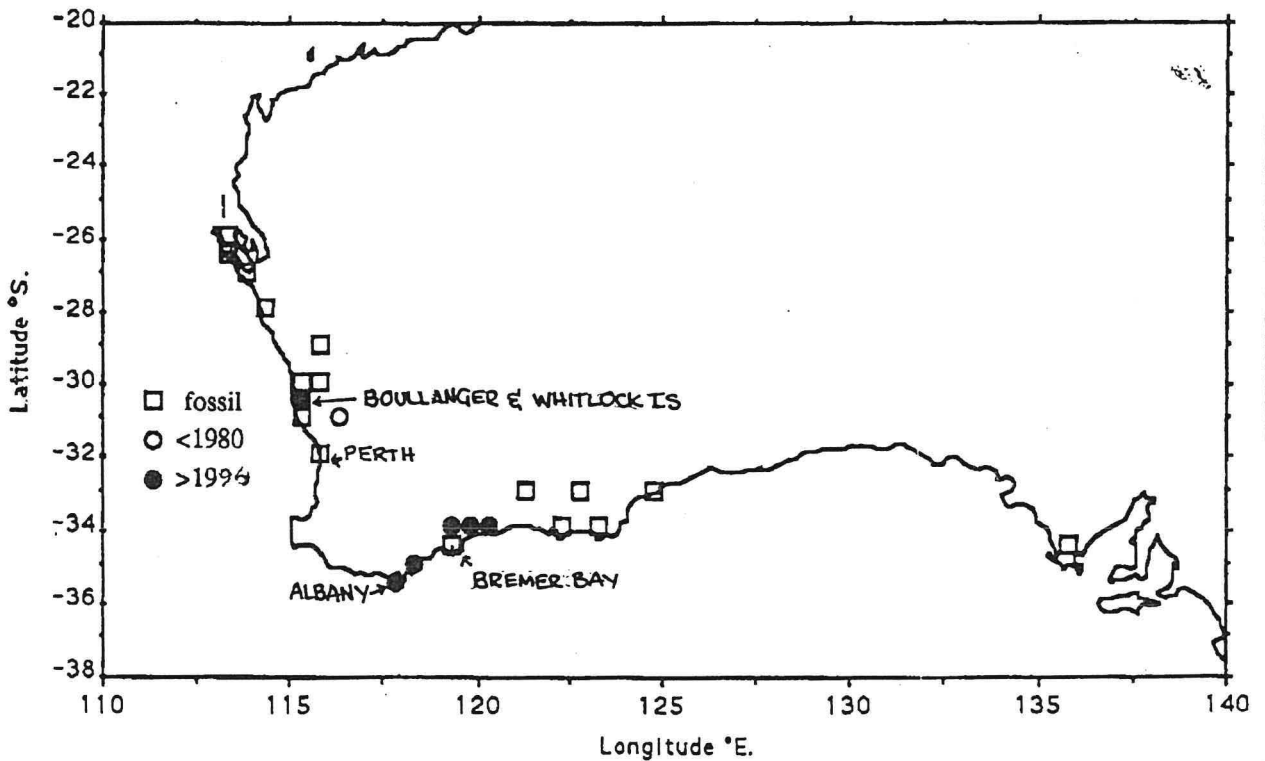 -20
-22
-24
-26
-28
-30
-32
-34
-36
-38
Latitude °S.
fossil
<1980
>1996
BOULLANGER & WHITLOCK IS
PERTH
BREMER BAY
ALBANY
110 115 120 125 130 135 140
Longitude °E.